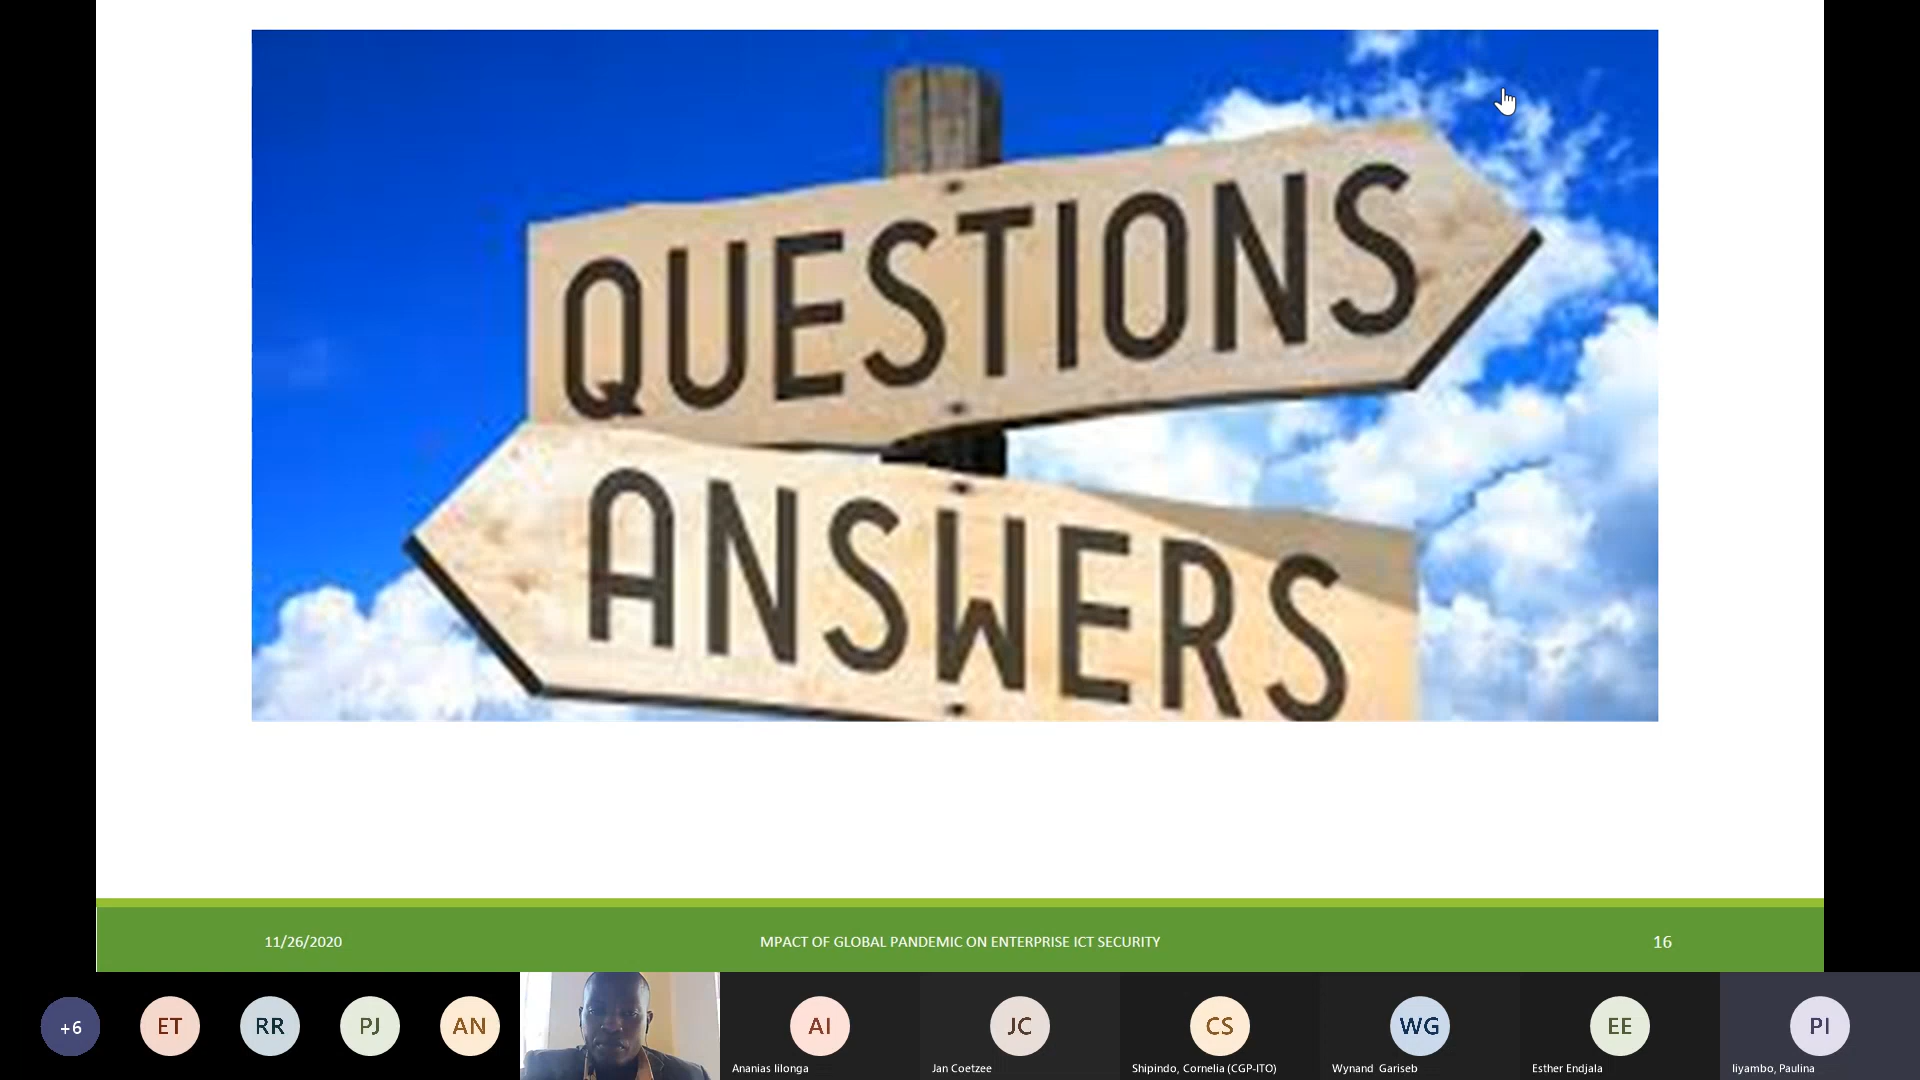 QUESTIONS
ANSWERS
11/26/2020
MPACT OF GLOBAL PANDEMIC ON ENTERPRISE ICT SECURITY
16
+6
ET
RR
PJ
AN
AI
JC
CS
WG
EE
PI
Ananias Iilonga
Jan Coetzee
Shipindo, Cornelia (CGP-ITO)
Wynand Gariseb
Esther Endjala
Iiyambo, Paulina